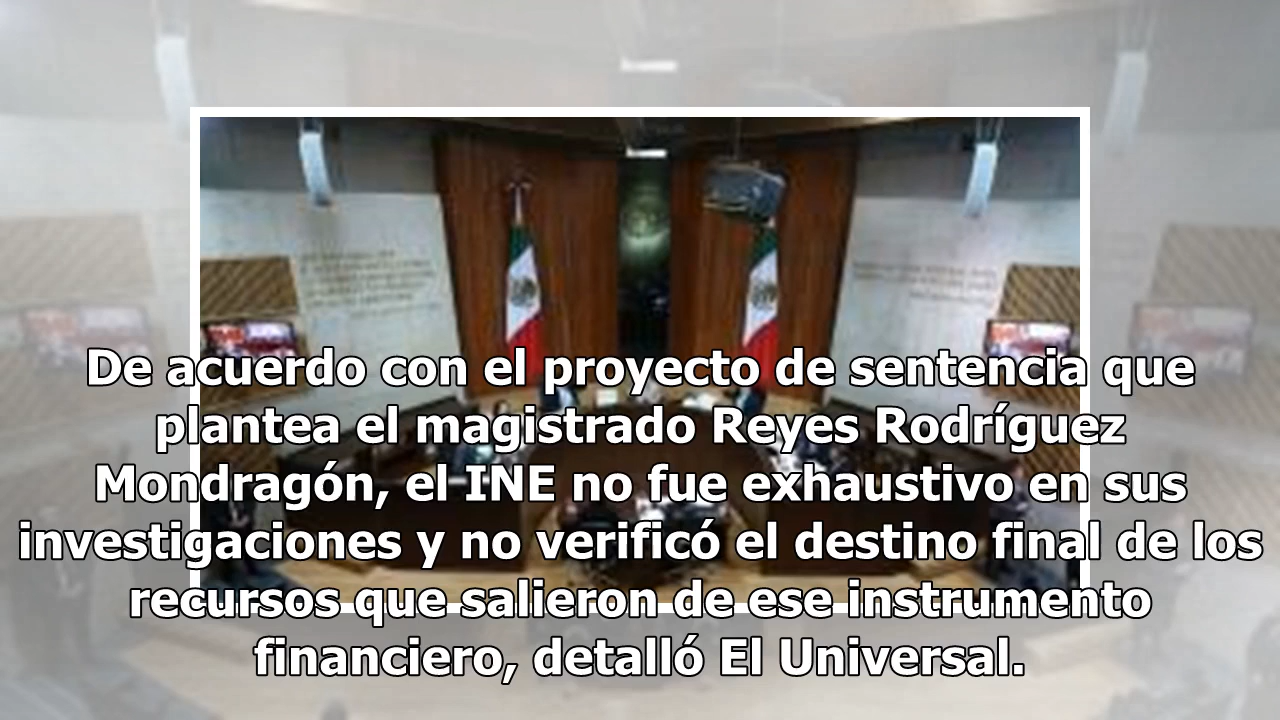 De acuerdo con el proyecto de sentencia que
plantea el magistrado Reyes Rodríguez
Mondragón, el INE no fue exhaustivo en sus
investigaciones y no verificó el destino final de los
recursos que salieron de ese instrumento
financiero, detalló El Universal.